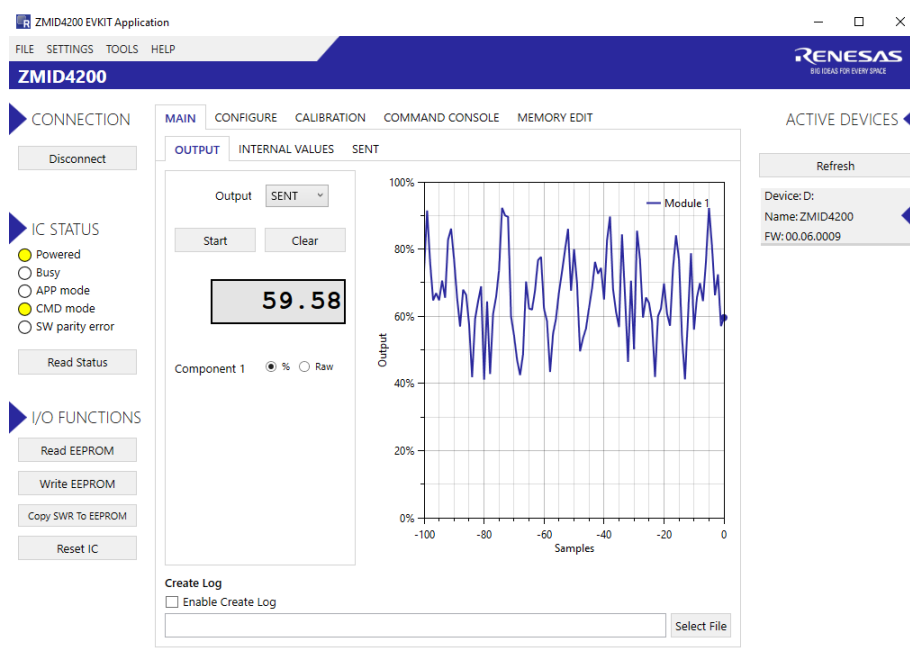 ZMID4200 EVKIT Application
FILE SETTINGS TOOLS HELP
RENESAS
BIG IDEAS FOR EVERY SPACE
ZMID4200
CONNECTION
Disconnect
IC STATUS
Powered
Busy
APP mode
CMD mode
SW parity error
Read Status
I/O FUNCTIONS
Read EEPROM
Write EEPROM
Copy SWR To EEPROM
Reset IC
MAIN CONFIGURE CALIBRATION COMMAND CONSOLE MEMORY EDIT
OUTPUT INTERNAL VALUES SENT
Output SENT
Start Clear
59.58
Component 1 % Raw
Module 1
100%
80%
60%
40%
20%
0%
Output
-100 -80 -60 -40 -20 0
Samples
Create Log
Enable Create Log
Select File
ACTIVE DEVICES
Refresh
Device: D:
Name: ZMID4200
FW: 00.06.0009